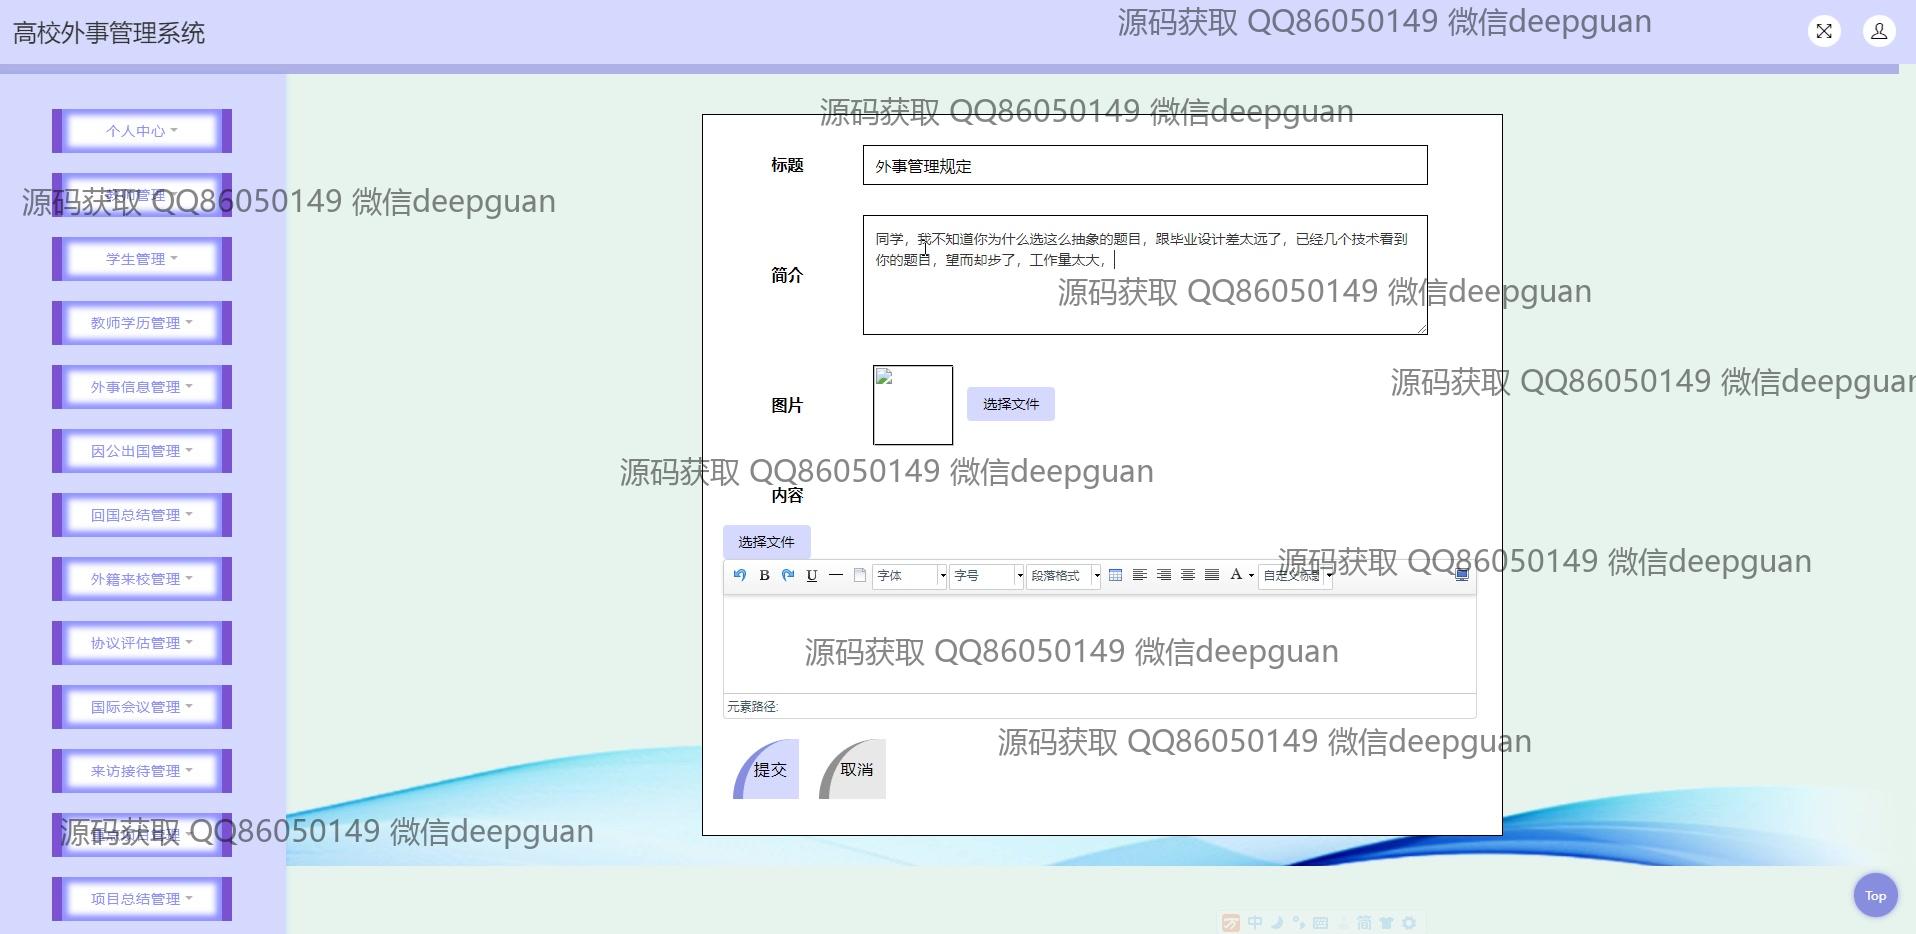 高校外事管理系统
源码获取 QQ86050149 微信deepguan
源码获取 QQ86050149 微信deepguan
个人中心
标题
外事管理规定
教师管理
源码获取 QQ86050149 微信deepguan
学生管理
简介
同学，我不知道你为什么选这么抽象的题目，跟毕业设计差太远了，已经几个技术看到
你的题目，望而却步了，工作量太大，
源码获取 QQ86050149 微信deepguan
教师学历管理
外事信息管理
图片
选择文件
源码获取 QQ86050149 微信deepguan
因公出国管理
源码获取 QQ86050149 微信deepguan
内容
回国总结管理
选择文件
源码获取 QQ86050149 微信deepguan
外籍来校管理
B U 字体 字号 段落格式 A 自定义标题
协议评估管理
源码获取 QQ86050149 微信deepguan
国际会议管理
元素路径:
源码获取 QQ86050149 微信deepguan
来访接待管理
提交
取消
源码获取 QQ86050149 微信deepguan
项目总结管理
Top
中 简